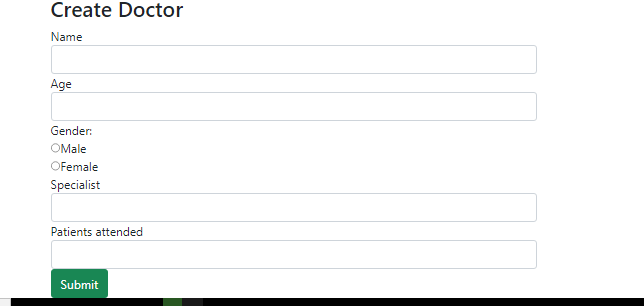 Create Doctor
Name
Age
Gender:
Male
Female
Specialist
Patients attended
Submit